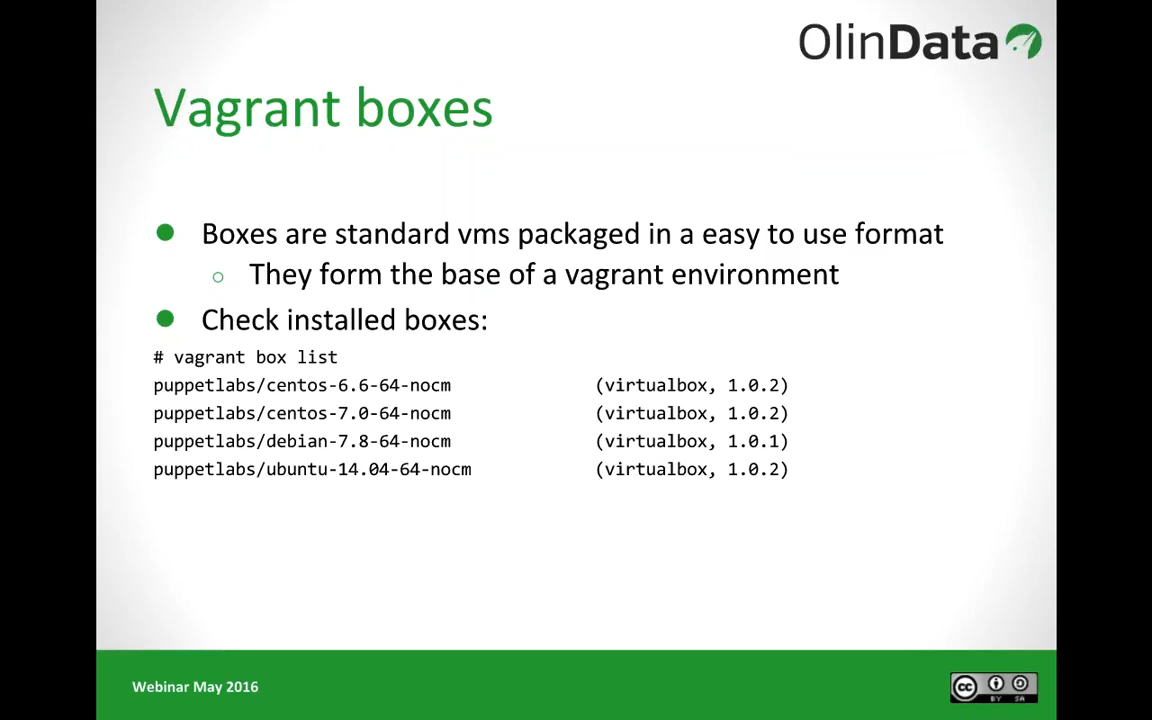 OlinData
Vagrant boxes
Boxes are standard vms packaged in a easy to use format
They form the base of a vagrant environment
Check installed boxes:
# vagrant box list
puppetlabs/centos-6.6-64-nocm (virtualbox, 1.0.2)
puppetlabs/centos-7.0-64-nocm (virtualbox, 1.0.2)
puppetlabs/debian-7.8-64-nocm (virtualbox, 1.0.1)
puppetlabs/ubuntu-14.04-64-nocm (virtualbox, 1.0.2)
Webinar May 2016
cc BY SA